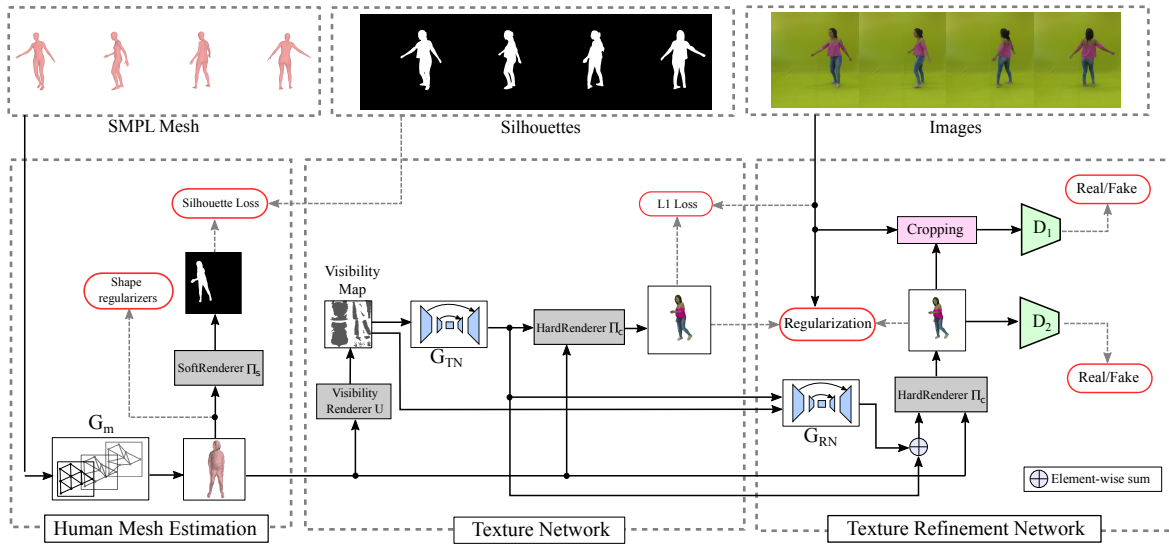 SMPL Mesh
Silhouettes
Images
Silhouette Loss
Shape
regularizers
SoftRenderer Πs
Gm
Human Mesh Estimation
L1 Loss
Visibility
Map
GTN
HardRenderer Πc
Visibility
Renderer U
Texture Network
Real/Fake
Cropping
D1
Regularization
D2
Real/Fake
HardRenderer Πc
GRN
Element-wise sum
Texture Refinement Network